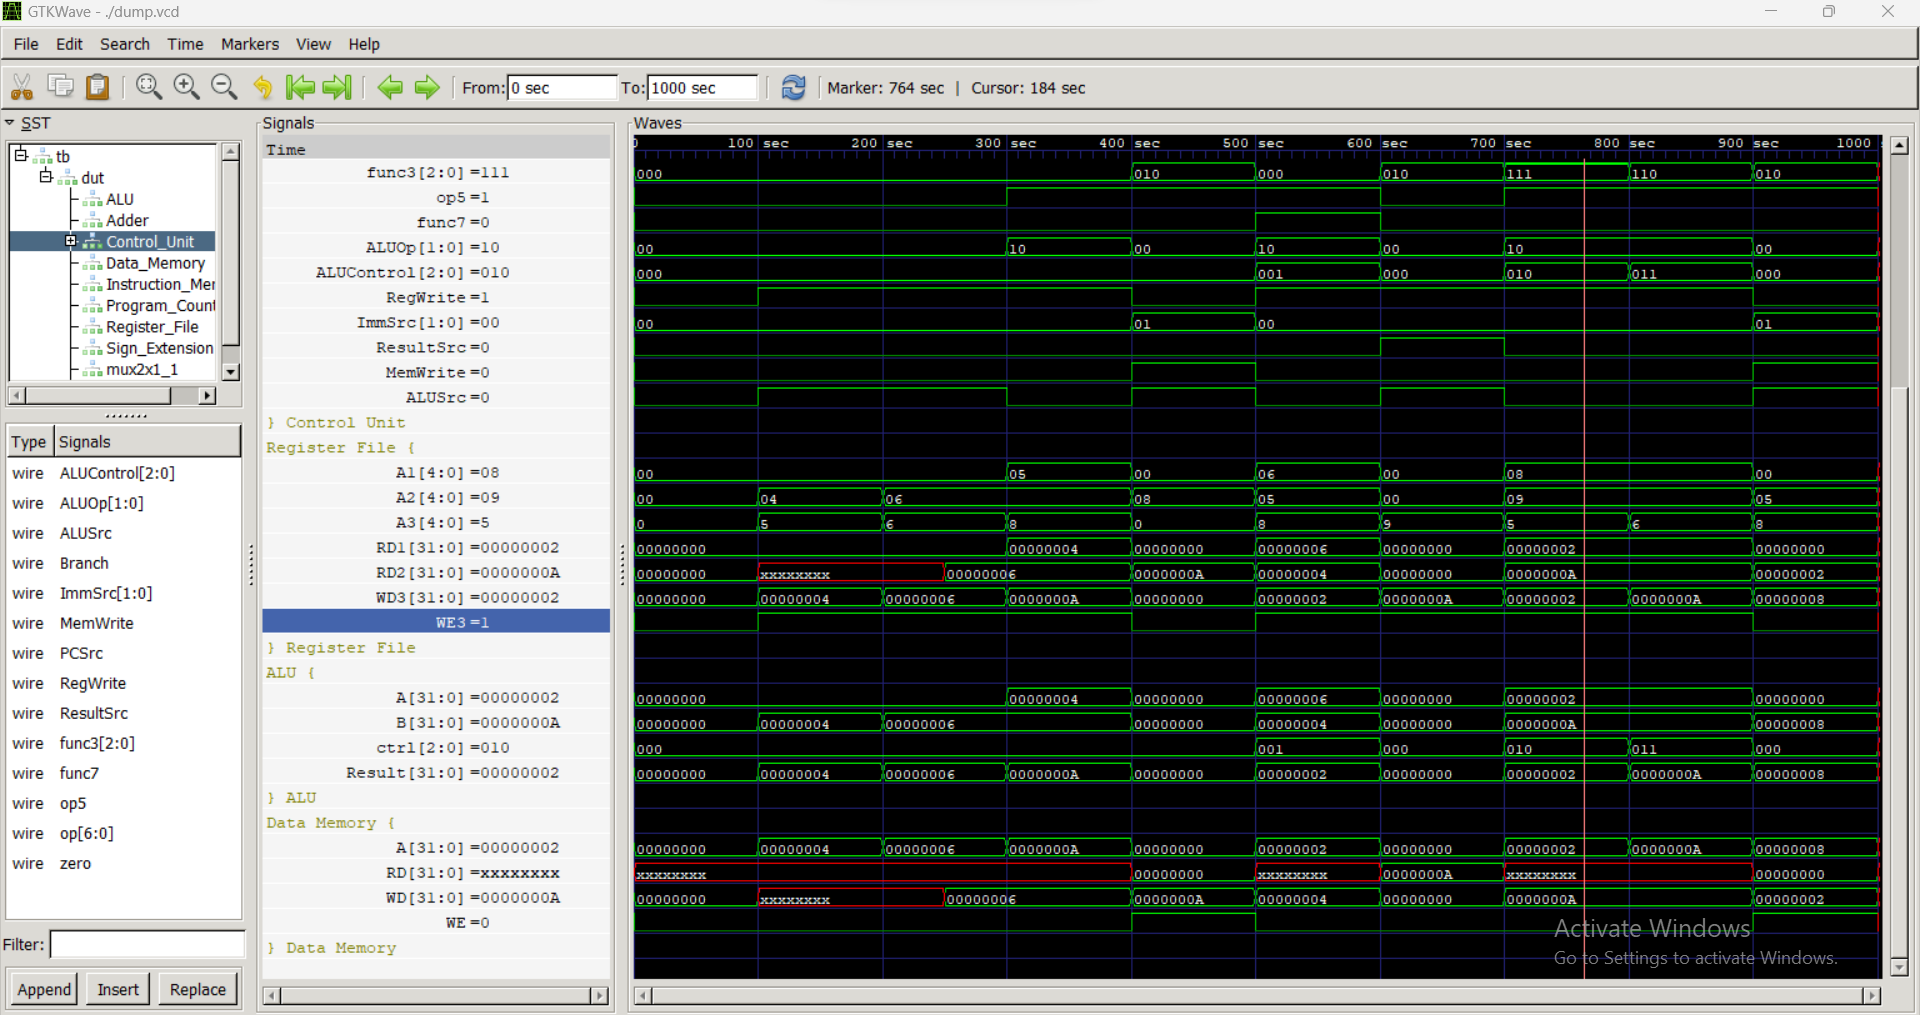 GTKWave - ./dump.vcd
File Edit Search Time Markers View Help
From: 0 sec To: 1000 sec Marker: 764 sec | Cursor: 184 sec
SST
tb
dut
ALU
Adder
Control_Unit
Data_Memory
Instruction_Mer
Program_Count
Register_File
Sign_Extension
mux2x1_1
Type Signals
wire ALUControl[2:0]
wire ALUOp[1:0]
wire ALUSrc
wire Branch
wire ImmSrc[1:0]
wire MemWrite
wire PCSrc
wire RegWrite
wire ResultSrc
wire func3[2:0]
wire func7
wire op5
wire op[6:0]
wire zero
Filter:
Append Insert Replace
Signals
Time
func3[2:0] =111
op5 =1
func7 =0
ALUOp[1:0] =10
ALUControl[2:0] =010
RegWrite =1
ImmSrc[1:0] =00
ResultSrc =0
MemWrite =0
ALUSrc =0
} Control Unit
Register File {
A1[4:0] =08
A2[4:0] =09
A3[4:0] =5
RD1[31:0] =00000002
RD2[31:0] =0000000A
WD3[31:0] =00000002
WE3 =1
} Register File
ALU {
A[31:0] =00000002
B[31:0] =0000000A
ctrl[2:0] =010
Result[31:0] =00000002
} ALU
Data Memory {
A[31:0] =00000002
RD[31:0] =xxxxxxxx
WD[31:0] =0000000A
WE =0
} Data Memory
Waves
100 sec 200 sec 300 sec 400 sec 500 sec 600 sec 700 sec 800 sec 900 sec 1000
000 010 000 010 111 110 010
00 10 00 10 00 10 00
000 001 000 010 011 000
00 01 00 01
00 05 00 06 00 08 00
00 04 06 08 05 00 09 05
0 5 6 8 0 8 9 5 6 8
00000000 00000004 00000000 00000006 00000000 00000002 00000000
00000000 xxxxxxxx 00000006 0000000A 00000004 00000000 0000000A 00000002
00000000 00000004 00000006 0000000A 00000000 00000002 0000000A 00000002 0000000A 00000008
00000000 00000004 00000000 00000006 00000000 00000002 00000000
00000000 00000004 00000006 00000000 00000004 00000000 0000000A 00000008
000 001 000 010 011 000
00000000 00000004 00000006 0000000A 00000000 00000002 00000000 00000002 0000000A 00000008
00000000 00000004 00000006 0000000A 00000000 00000002 00000000 00000002 0000000A 00000008
xxxxxxxx 00000000 xxxxxxxx 0000000A xxxxxxxx 00000000
00000000 xxxxxxxx 00000006 0000000A 00000004 00000000 0000000A 00000002
Activate Windows
Go to Settings to activate Windows.